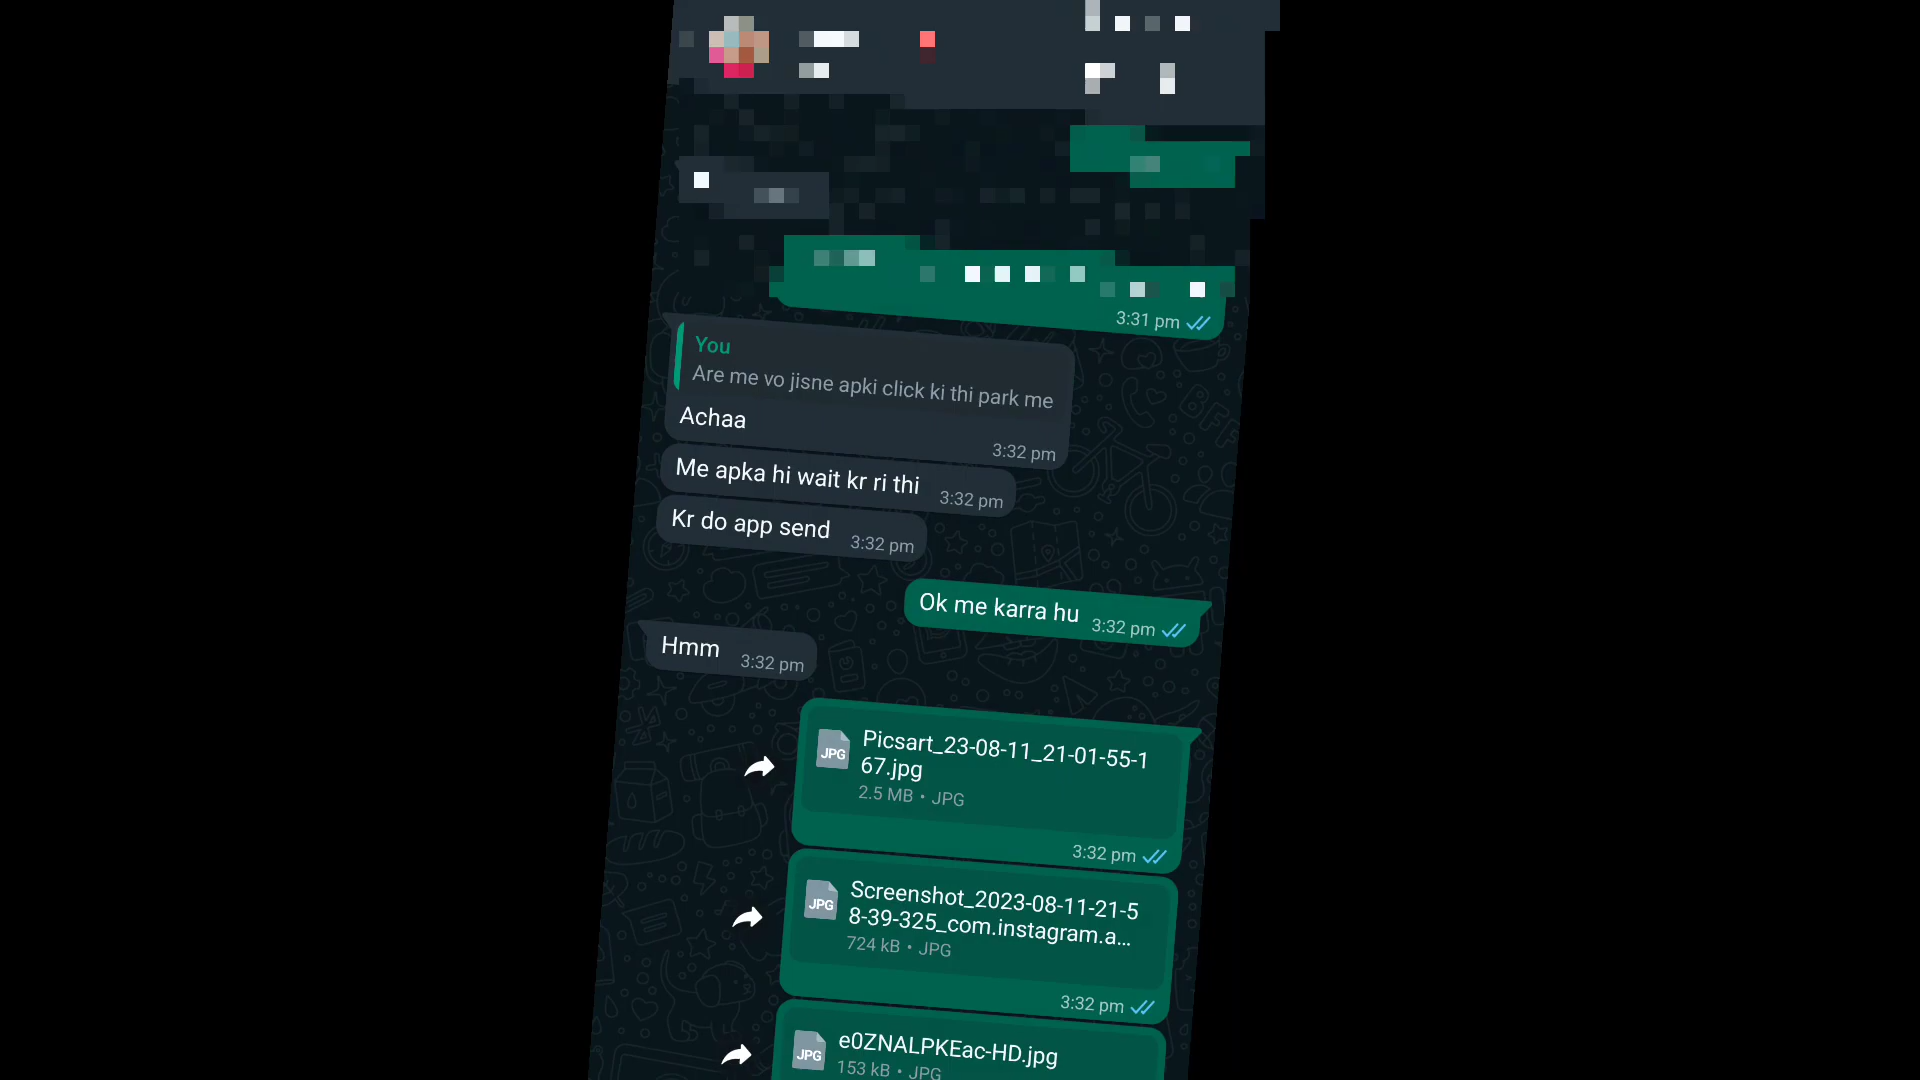 3:31 pm
You
Are me vo jisne apki click ki thi park me
Achaa
3:32 pm
Me apka hi wait kr ri thi 3:32 pm
Kr do app send 3:32 pm
Ok me karra hu 3:32 pm
Hmm 3:32 pm
JPG Picsart_23-08-11_21-01-55-1
67.jpg
2.5 MB • JPG
3:32 pm
JPG Screenshot_2023-08-11-21-5
8-39-325_com.instagram.a...
724 kB • JPG
3:32 pm
JPG e0ZNALPKEac-HD.jpg
153 kB • JPG